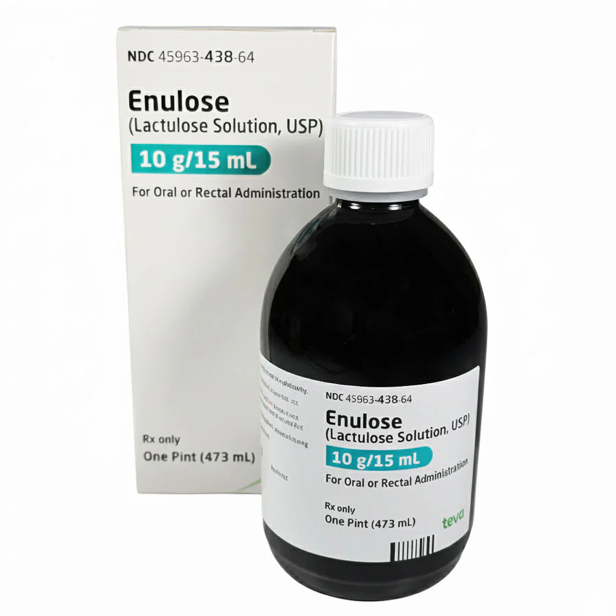 NDC 45963-438-64
Enulose
(Lactulose Solution, USP)
10 g/15 mL
For Oral or Rectal Administration
Rx only
One Pint (473 mL)
NDC 45963-438-64
Enulose
(Lactulose Solution, USP)
10 g/15 mL
For Oral or Rectal Administration
Rx only
One Pint (473 mL)
teva